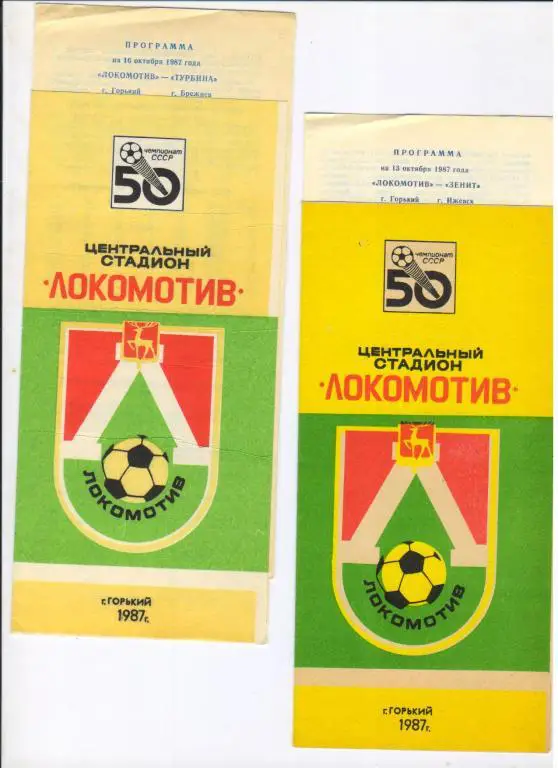 ПРОГРАММА
на 16 октября 1987 года
«ЛОКОМОТИВ» — «ТУРБИНА»
г. Горький г. Брежнев
чемпионат
СССР
50
ЦЕНТРАЛЬНЫЙ
СТАДИОН
·ЛОКОМОТИВ·
ЛОКОМОТИВ
г. ГОРЬКИЙ
1987г.
ПРОГРАММА
на 13 октября 1987 года
«ЛОКОМОТИВ» — «ЗЕНИТ»
г. Горький г. Ижевск
чемпионат
СССР
50
ЦЕНТРАЛЬНЫЙ
СТАДИОН
·ЛОКОМОТИВ·
ЛОКОМОТИВ
г. ГОРЬКИЙ
1987г.